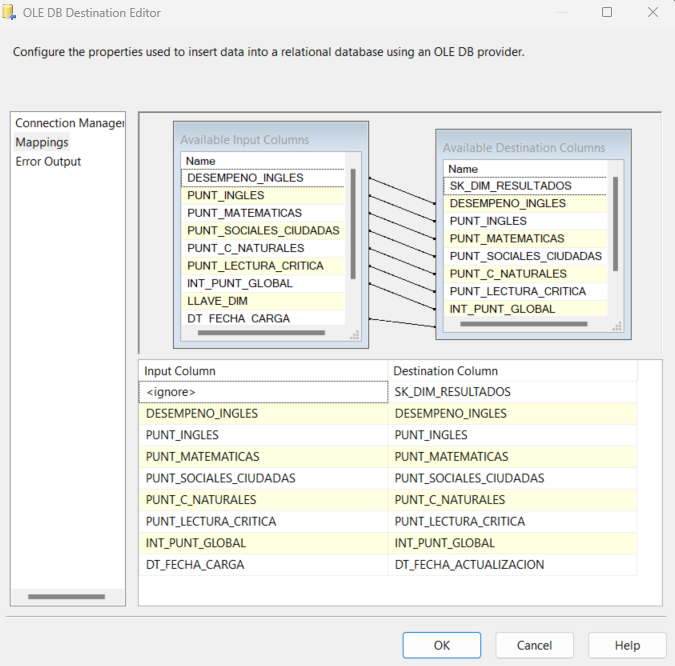 OLE DB Destination Editor
Configure the properties used to insert data into a relational database using an OLE DB provider.
Connection Manager
Mappings
Error Output
Available Input Columns
Name
DESEMPENO_INGLES
PUNT_INGLES
PUNT_MATEMATICAS
PUNT_SOCIALES_CIUDADAS
PUNT_C_NATURALES
PUNT_LECTURA_CRITICA
INT_PUNT_GLOBAL
LLAVE_DIM
DT_FECHA_CARGA
Available Destination Columns
Name
SK_DIM_RESULTADOS
DESEMPENO_INGLES
PUNT_INGLES
PUNT_MATEMATICAS
PUNT_SOCIALES_CIUDADAS
PUNT_C_NATURALES
PUNT_LECTURA_CRITICA
INT_PUNT_GLOBAL
Input Column Destination Column
<ignore> SK_DIM_RESULTADOS
DESEMPENO_INGLES DESEMPENO_INGLES
PUNT_INGLES PUNT_INGLES
PUNT_MATEMATICAS PUNT_MATEMATICAS
PUNT_SOCIALES_CIUDADAS PUNT_SOCIALES_CIUDADAS
PUNT_C_NATURALES PUNT_C_NATURALES
PUNT_LECTURA_CRITICA PUNT_LECTURA_CRITICA
INT_PUNT_GLOBAL INT_PUNT_GLOBAL
DT_FECHA_CARGA DT_FECHA_ACTUALIZACION
OK Cancel Help